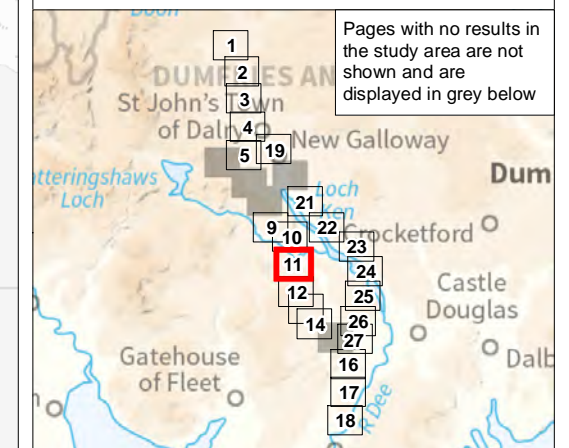 Doon
Pages with no results in
the study area are not
shown and are
displayed in grey below
1
2
DUMFRIES AN
3
St John's Town
of Dalry
4
5
19
New Galloway
atteringshaws
Loch
Dum
Loch
Ken
21
9
10
22
Crocketford
23
11
24
12
25
Castle
Douglas
14
26
27
Gatehouse
of Fleet
16
Dalb
17
18
R Dee
n